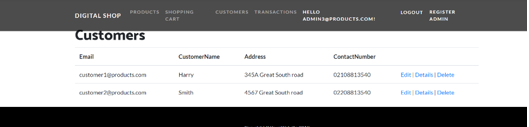 DIGITAL SHOP
PRODUCTS
SHOPPING CART
CUSTOMERS
TRANSACTIONS
HELLO ADMIN3@PRODUCTS.COM!
LOGOUT
REGISTER ADMIN
Customers
Email CustomerName Address ContactNumber
customer1@products.com Harry 345A Great South road 02108813540 Edit | Details | Delete
customer2@products.com Smith 4567 Great South road 02208813540 Edit | Details | Delete